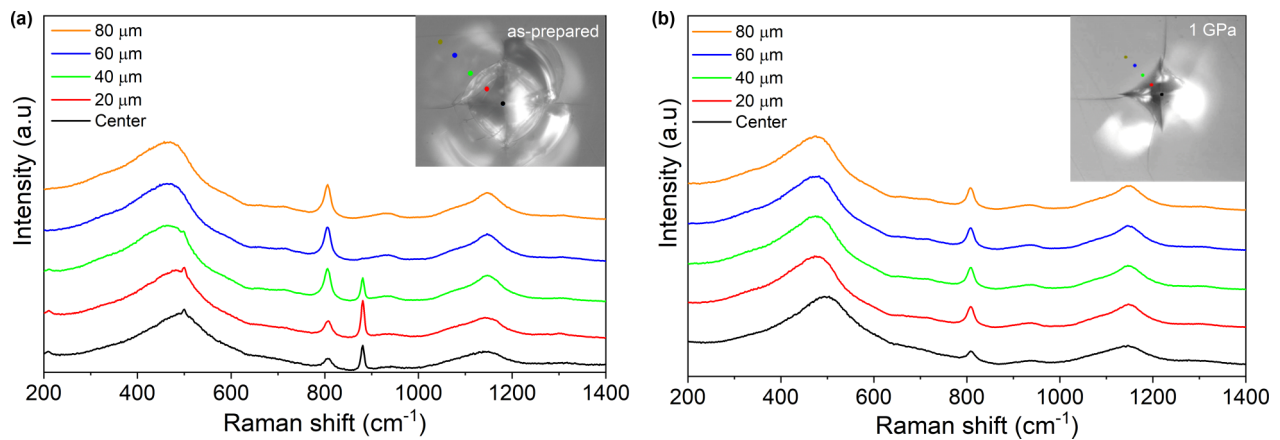 (a)
80 μm
60 μm
40 μm
20 μm
Center
as-prepared
Intensity (a.u)
200 400 600 800 1000 1200 1400
Raman shift (cm⁻¹)
(b)
80 μm
60 μm
40 μm
20 μm
Center
1 GPa
Intensity (a.u)
200 400 600 800 1000 1200 1400
Raman shift (cm⁻¹)